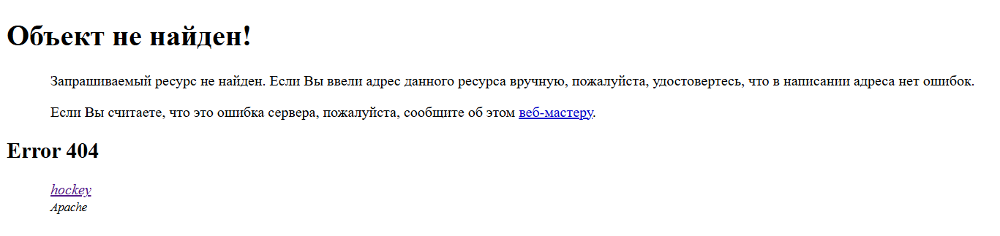 Объект не найден!
Запрашиваемый ресурс не найден. Если Вы ввели адрес данного ресурса вручную, пожалуйста, удостовертесь, что в написании адреса нет ошибок.
Если Вы считаете, что это ошибка сервера, пожалуйста, сообщите об этом веб-мастеру.
Error 404
hockey
Apache